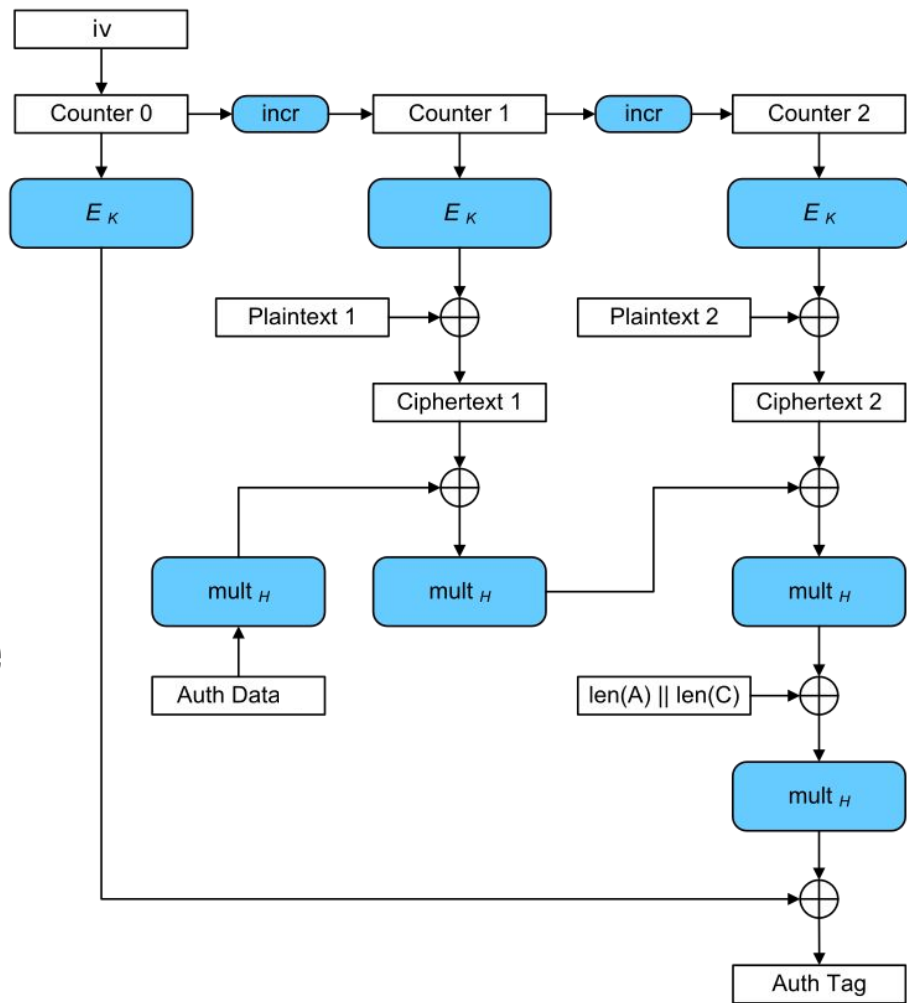 iv
Counter 0
incr
Counter 1
incr
Counter 2
E K
E K
E K
Plaintext 1
Plaintext 2
Ciphertext 1
Ciphertext 2
mult H
mult H
mult H
Auth Data
len(A) || len(C)
mult H
Auth Tag